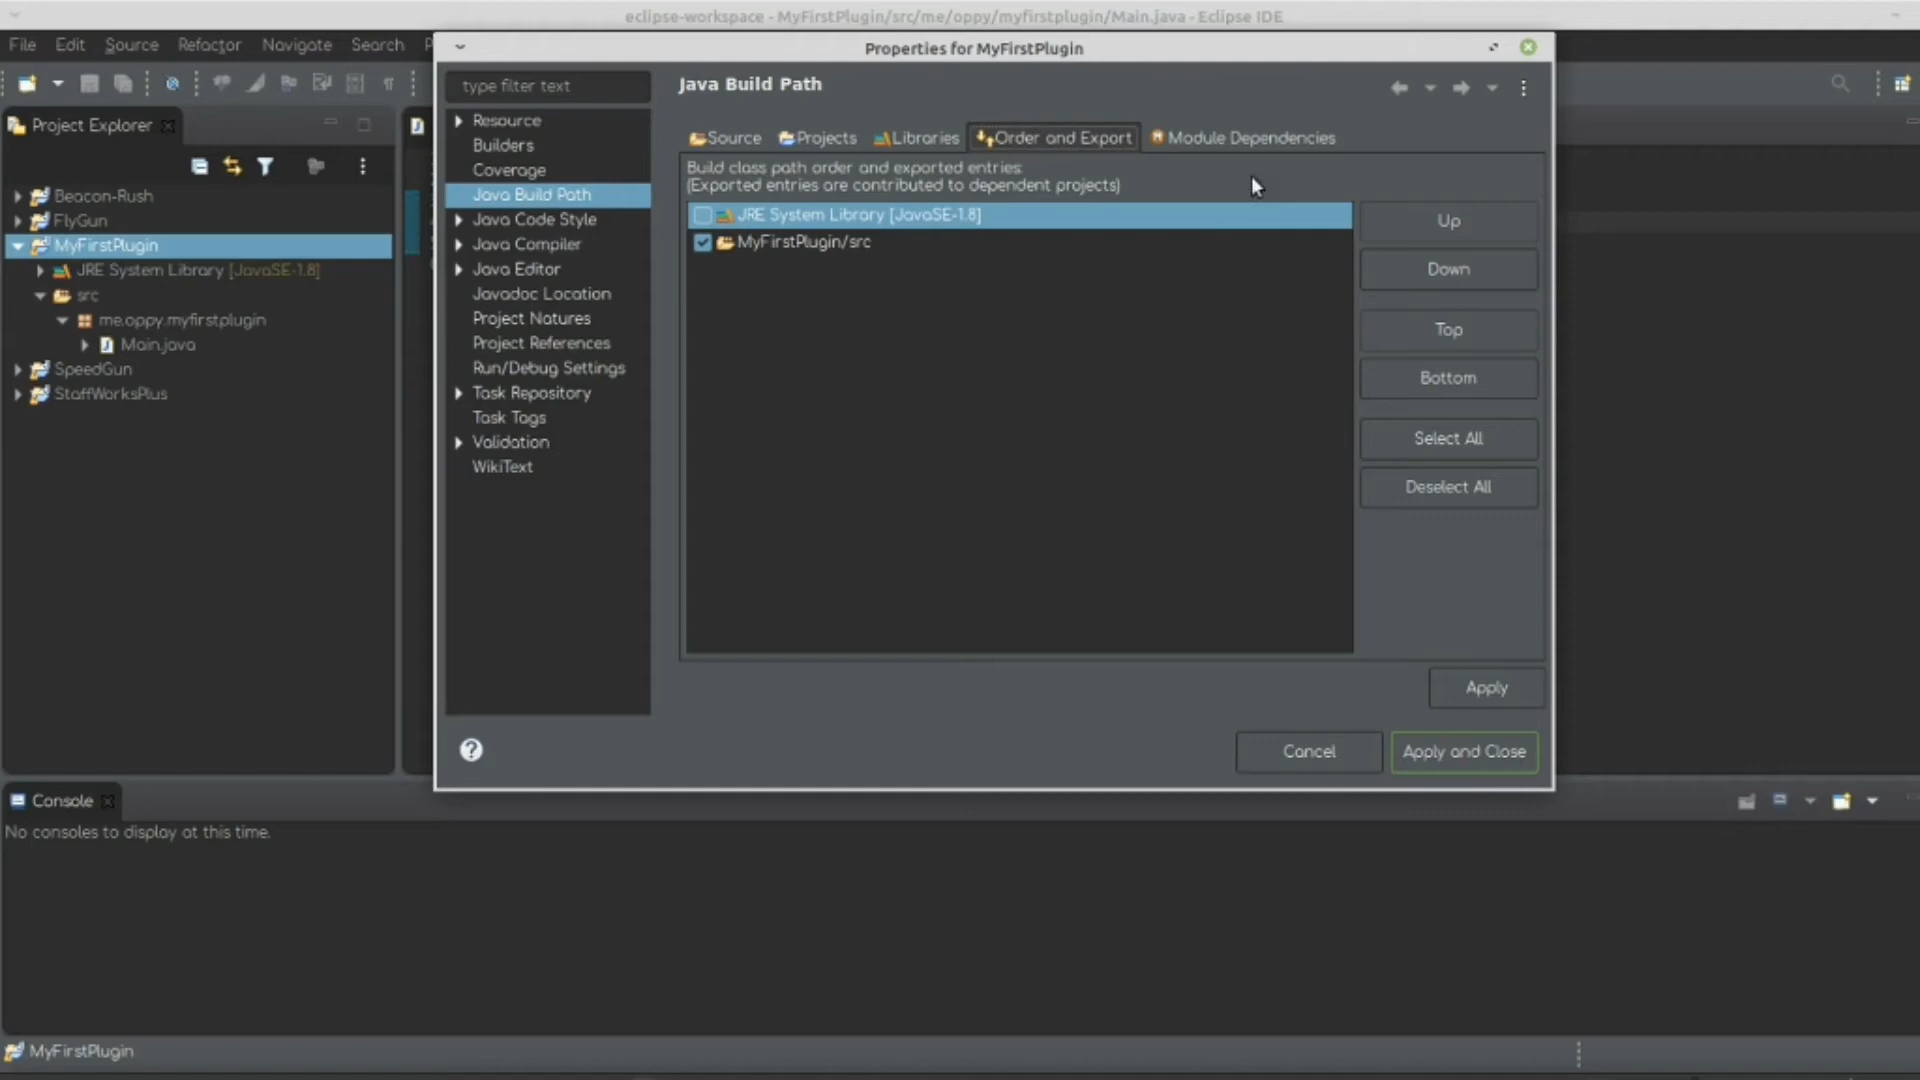 eclipse-workspace - MyFirstPlugin/src/me/oppy/myfirstplugin/Main.java - Eclipse IDE
File Edit Source Refactor Navigate Search P
Properties for MyFirstPlugin
type filter text
Java Build Path
Project Explorer
Resource
Builders
Coverage
Java Build Path
Java Code Style
Java Compiler
Java Editor
Javadoc Location
Project Natures
Project References
Run/Debug Settings
Task Repository
Task Tags
Validation
WikiText
Source Projects Libraries Order and Export Module Dependencies
Build class path order and exported entries:
(Exported entries are contributed to dependent projects)
JRE System Library [JavaSE-1.8]
MyFirstPlugin/src
Up
Down
Top
Bottom
Select All
Deselect All
Apply
Cancel
Apply and Close
Beacon-Rush
FlyGun
MyFirstPlugin
JRE System Library [JavaSE-1.8]
src
me.oppy.myfirstplugin
Main.java
SpeedGun
StaffWorksPlus
Console
No consoles to display at this time.
MyFirstPlugin